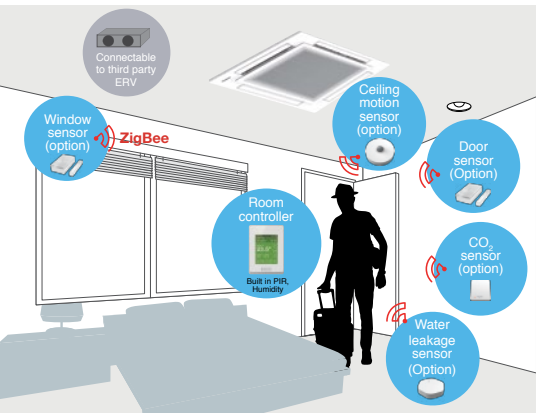 Connectable
to third party
ERV
Window
sensor
(option)
ZigBee
Ceiling
motion
sensor
(option)
Door
sensor
(Option)
Room
controller
Built in PIR,
Humidity
CO2
sensor
(option)
Water
leakage
sensor
(Option)